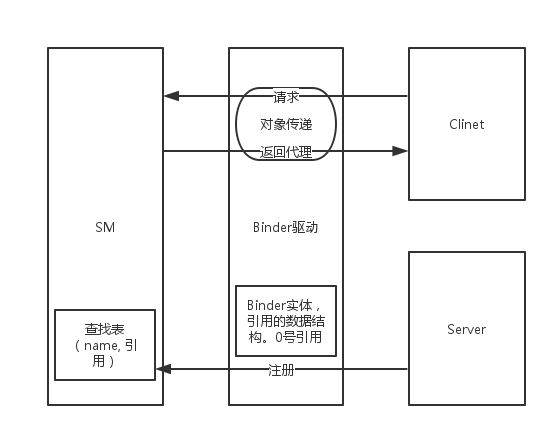 请求
对象传递
返回代理
Clinet
SM
Binder驱动
Binder实体，
引用的数据结
构。0号引用
查找表
（name, 引
用）
Server
注册